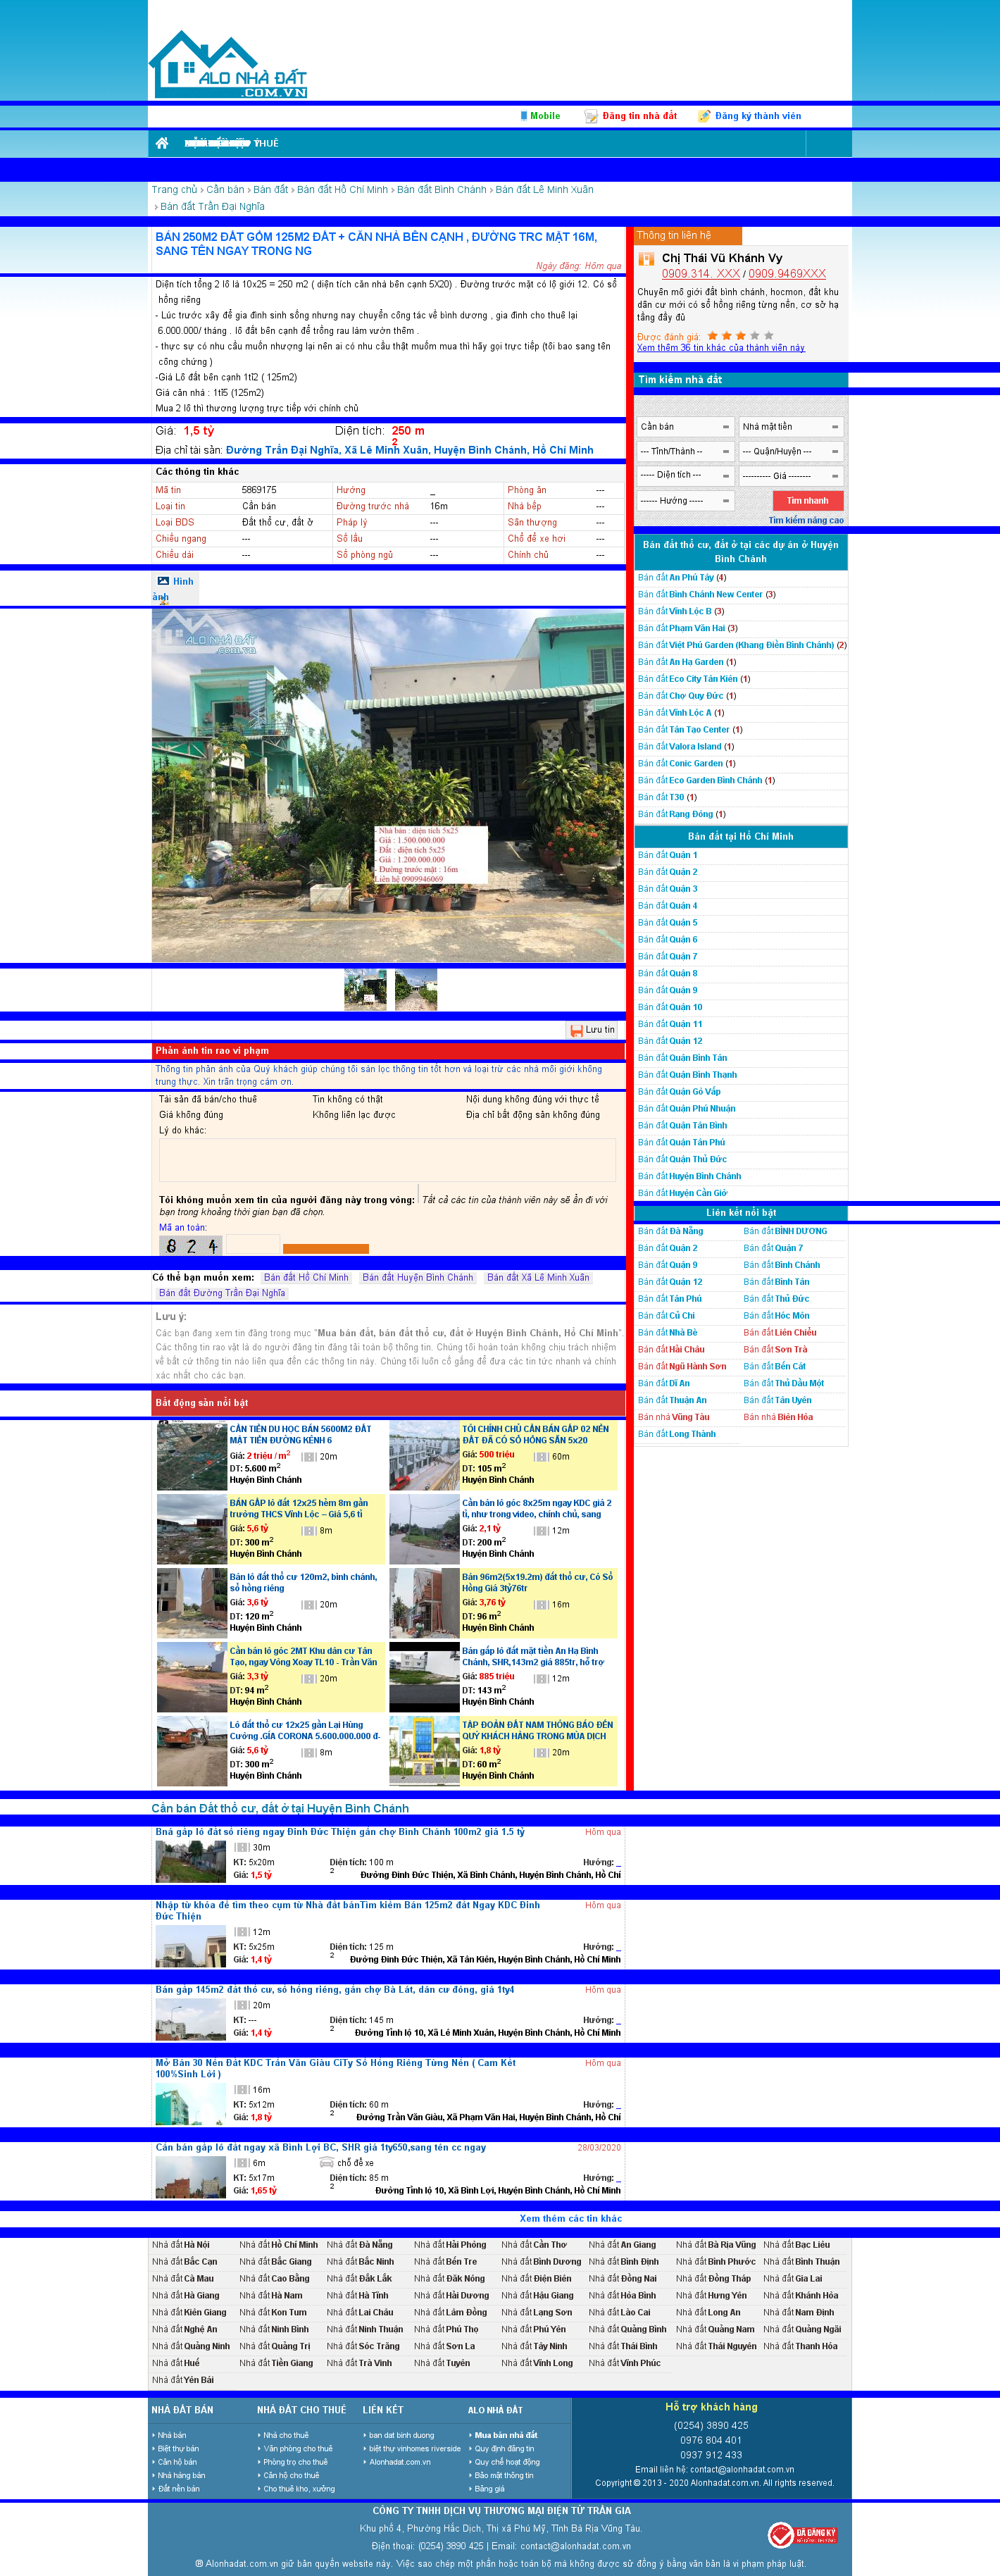 ALO NHÀ ĐẤT
.COM.VN
Mobile
Đăng tin nhà đất
Đăng ký thành viên
Trang chủ › Cần bán › Bán đất › Bán đất Hồ Chí Minh › Bán đất Bình Chánh › Bán đất Lê Minh Xuân
› Bán đất Trần Đại Nghĩa
BÁN 250M2 ĐẤT GỒM 125M2 ĐẤT + CĂN NHÀ BÊN CẠNH , ĐƯỜNG TRC MẶT 16M,
SANG TÊN NGAY TRONG NG
Ngày đăng: Hôm qua
Diện tích tổng 2 lô là 10x25 = 250 m2 ( diện tích căn nhà bên cạnh 5X20) . Đường trước mặt có lộ giới 12. Có sổ
hồng riêng
- Lúc trước xây để gia đình sinh sống nhưng nay chuyển công tác về bình dương , gia đình cho thuê lại
6.000.000/ tháng . lô đất bên cạnh để trồng rau làm vườn thêm .
- thực sự có nhu cầu muốn nhượng lại nên ai có nhu cầu thật muốm mua thì hãy gọi trực tiếp (tôi bao sang tên
công chứng )
-Giá Lô đất bên cạnh 1tỉ2 ( 125m2)
Giá căn nhà : 1tỉ5 (125m2)
Mua 2 lô thì thương lượng trực tiếp với chính chủ
Giá: 1,5 tỷ
Diện tích: 250 m2
Địa chỉ tài sản: Đường Trần Đại Nghĩa, Xã Lê Minh Xuân, Huyện Bình Chánh, Hồ Chí Minh
Các thông tin khác
Mã tin 5869175 Hướng _ Phòng ăn ---
Loại tin Cần bán Đường trước nhà 16m Nhà bếp ---
Loại BDS Đất thổ cư, đất ở Pháp lý --- Sân thượng ---
Chiều ngang --- Số lầu --- Chổ để xe hơi ---
Chiều dài --- Số phòng ngủ --- Chính chủ ---
Hình
ảnh
ALO NHÀ ĐẤT
.com.vn
- Nhà bán : diện tích 5x25
- Giá : 1.500.000.000
- Đất : diện tích 5x25
- Giá : 1.200.000.000
- Đường trước mặt : 16m
Liên hệ 0909946069
Lưu tin
Phản ánh tin rao vi phạm
Thông tin phản ánh của Quý khách giúp chúng tôi sàn lọc thông tin tốt hơn và loại trừ các nhà môi giới không
trung thực. Xin trân trọng cám ơn.
Tài sản đã bán/cho thuê Tin không có thật Nội dung không đúng với thực tế
Giá không đúng Không liên lạc được Địa chỉ bất động sản không đúng
Lý do khác:
Tôi không muốn xem tin của người đăng này trong vòng: Tất cả các tin của thành viên này sẽ ẩn đi với
bạn trong khoảng thời gian bạn đã chọn.
Mã an toàn:
824
Có thể bạn muốn xem: Bán đất Hồ Chí Minh Bán đất Huyện Bình Chánh Bán đất Xã Lê Minh Xuân
Bán đất Đường Trần Đại Nghĩa
Lưu ý:
Các bạn đang xem tin đăng trong mục "Mua bán đất, bán đất thổ cư, đất ở Huyện Bình Chánh, Hồ Chí Minh".
Các thông tin rao vặt là do người đăng tin đăng tải toàn bộ thông tin. Chúng tôi hoàn toàn không chịu trách nhiệm
về bất cứ thông tin nào liên qua đến các thông tin này. Chúng tôi luôn cố gắng để đưa các tin tức nhanh và chính
xác nhất cho các bạn.
Bất động sản nổi bật
CẦN TIỀN DU HỌC BÁN 5600M2 ĐẤT
MẶT TIỀN ĐƯỜNG KÊNH 6
Giá: 2 triệu / m2 20m
DT: 5.600 m2
Huyện Bình Chánh
TÔI CHÍNH CHỦ CẦN BÁN GẤP 02 NỀN
ĐẤT ĐÃ CÓ SỔ HỒNG SẴN 5x20
Giá: 500 triệu 60m
DT: 105 m2
Huyện Bình Chánh
BÁN GẤP lô đất 12x25 hẻm 8m gần
trường THCS Vĩnh Lộc – Giá 5,6 tỉ
Giá: 5,6 tỷ 8m
DT: 300 m2
Huyện Bình Chánh
Cần bán lô góc 8x25m ngay KDC giá 2
tỉ, như trong video, chính chủ, sang
Giá: 2,1 tỷ 12m
DT: 200 m2
Huyện Bình Chánh
Bán lô đất thổ cư 120m2, bình chánh,
sổ hồng riêng
Giá: 3,6 tỷ 20m
DT: 120 m2
Huyện Bình Chánh
Bán 96m2(5x19.2m) đất thổ cư, Có Sổ
Hồng Giá 3tỷ76tr
Giá: 3,76 tỷ 16m
DT: 96 m2
Huyện Bình Chánh
Cần bán lô góc 2MT Khu dân cư Tân
Tạo, ngay Vòng Xoay TL10 - Trần Văn
Giá: 3,3 tỷ 20m
DT: 94 m2
Huyện Bình Chánh
Bán gấp lô đất mặt tiền An Hạ Bình
Chánh, SHR,143m2 giá 885tr, hổ trợ
Giá: 885 triệu 12m
DT: 143 m2
Huyện Bình Chánh
Lô đất thổ cư 12x25 gần Lại Hùng
Cường .GÍA CORONA 5.600.000.000 đ-
Giá: 5,6 tỷ 8m
DT: 300 m2
Huyện Bình Chánh
TẬP ĐOÀN ĐẤT NAM THÔNG BÁO ĐẾN
QUÝ KHÁCH HÀNG TRONG MÙA DỊCH
Giá: 1,8 tỷ 20m
DT: 60 m2
Huyện Bình Chánh
Thông tin liên hệ
Chị Thái Vũ Khánh Vy
0909.314. XXX / 0909.9469XXX
Chuyên mô giới đất bình chánh, hocmon, đất khu
dân cư mới có sổ hồng riêng từng nền, cơ sờ hạ
tầng đầy đủ
Được đánh giá:
Xem thêm 36 tin khác của thành viên này
Tìm kiếm nhà đất
Cần bán Nhà mặt tiền
--- Tỉnh/Thành -- --- Quận/Huyện ---
----- Diện tích --- ---------- Giá --------
------ Hướng ----- Tìm nhanh
Tìm kiếm nâng cao
Bán đất thổ cư, đất ở tại các dự án ở Huyện
Bình Chánh
Bán đất An Phú Tây (4)
Bán đất Bình Chánh New Center (3)
Bán đất Vĩnh Lộc B (3)
Bán đất Phạm Văn Hai (3)
Bán đất Việt Phú Garden (Khang Điền Bình Chánh) (2)
Bán đất An Hạ Garden (1)
Bán đất Eco City Tân Kiên (1)
Bán đất Chợ Quy Đức (1)
Bán đất Vĩnh Lộc A (1)
Bán đất Tân Tạo Center (1)
Bán đất Valora Island (1)
Bán đất Conic Garden (1)
Bán đất Eco Garden Bình Chánh (1)
Bán đất T30 (1)
Bán đất Rạng Đông (1)
Bán đất tại Hồ Chí Minh
Bán đất Quận 1
Bán đất Quận 2
Bán đất Quận 3
Bán đất Quận 4
Bán đất Quận 5
Bán đất Quận 6
Bán đất Quận 7
Bán đất Quận 8
Bán đất Quận 9
Bán đất Quận 10
Bán đất Quận 11
Bán đất Quận 12
Bán đất Quận Bình Tân
Bán đất Quận Bình Thạnh
Bán đất Quận Gò Vấp
Bán đất Quận Phú Nhuận
Bán đất Quận Tân Bình
Bán đất Quận Tân Phú
Bán đất Quận Thủ Đức
Bán đất Huyện Bình Chánh
Bán đất Huyện Cần Giờ
Liên kết nổi bật
Bán đất Đà Nẵng Bán đất BÌNH DƯƠNG
Bán đất Quận 2 Bán đất Quận 7
Bán đất Quận 9 Bán đất Bình Chánh
Bán đất Quận 12 Bán đất Bình Tân
Bán đất Tân Phú Bán đất Thủ Đức
Bán đất Củ Chi Bán đất Hóc Môn
Bán đất Nhà Bè Bán đất Liên Chiểu
Bán đất Hải Châu Bán đất Sơn Trà
Bán đất Ngũ Hành Sơn Bán đất Bến Cát
Bán đất Dĩ An Bán đất Thủ Dầu Một
Bán đất Thuận An Bán đất Tân Uyên
Bán nhà Vũng Tàu Bán nhà Biên Hòa
Bán đất Long Thành
Cần bán Đất thổ cư, đất ở tại Huyện Bình Chánh
Bná gấp lô đất sổ riêng ngay Đinh Đức Thiện gần chợ Bình Chánh 100m2 giá 1.5 tỷ Hôm qua
30m
KT: 5x20m Diện tích: 100 m2 Hướng: _
Giá: 1,5 tỷ Đường Đinh Đức Thiện, Xã Bình Chánh, Huyện Bình Chánh, Hồ Chí
Nhập từ khóa để tìm theo cụm từ Nhà đất bánTìm kiếm Bán 125m2 đất Ngay KDC Đinh
Đức Thiện
Hôm qua
12m
KT: 5x25m Diện tích: 125 m2 Hướng: _
Giá: 1,4 tỷ Đường Đinh Đức Thiện, Xã Tân Kiên, Huyện Bình Chánh, Hồ Chí Minh
Bán gấp 145m2 đất thổ cư, sổ hồng riêng, gần chợ Bà Lát, dân cư đông, giá 1ty4 Hôm qua
20m
KT: --- Diện tích: 145 m2 Hướng: _
Giá: 1,4 tỷ Đường Tỉnh lộ 10, Xã Lê Minh Xuân, Huyện Bình Chánh, Hồ Chí Minh
Mở Bán 30 Nền Đất KDC Trần Văn Giàu CiTy Sổ Hồng Riêng Từng Nền ( Cam Kết
100%Sinh Lời )
Hôm qua
16m
KT: 5x12m Diện tích: 60 m2 Hướng: _
Giá: 1,8 tỷ Đường Trần Văn Giàu, Xã Phạm Văn Hai, Huyện Bình Chánh, Hồ Chí
Cần bán gấp lô đất ngay xã Bình Lợi BC, SHR giá 1ty650,sang tên cc ngay 28/03/2020
6m chỗ để xe
KT: 5x17m Diện tích: 85 m2 Hướng: _
Giá: 1,65 tỷ Đường Tỉnh lộ 10, Xã Bình Lợi, Huyện Bình Chánh, Hồ Chí Minh
Xem thêm các tin khác
Nhà đất Hà Nội Nhà đất Hồ Chí Minh Nhà đất Đà Nẵng Nhà đất Hải Phòng Nhà đất Cần Thơ Nhà đất An Giang Nhà đất Bà Rịa Vũng Nhà đất Bạc Liêu
Nhà đất Bắc Cạn Nhà đất Bắc Giang Nhà đất Bắc Ninh Nhà đất Bến Tre Nhà đất Bình Dương Nhà đất Bình Định Nhà đất Bình Phước Nhà đất Bình Thuận
Nhà đất Cà Mau Nhà đất Cao Bằng Nhà đất Đắk Lắk Nhà đất Đăk Nông Nhà đất Điện Biên Nhà đất Đồng Nai Nhà đất Đồng Tháp Nhà đất Gia Lai
Nhà đất Hà Giang Nhà đất Hà Nam Nhà đất Hà Tĩnh Nhà đất Hải Dương Nhà đất Hậu Giang Nhà đất Hòa Bình Nhà đất Hưng Yên Nhà đất Khánh Hòa
Nhà đất Kiên Giang Nhà đất Kon Tum Nhà đất Lai Châu Nhà đất Lâm Đồng Nhà đất Lạng Sơn Nhà đất Lào Cai Nhà đất Long An Nhà đất Nam Định
Nhà đất Nghệ An Nhà đất Ninh Bình Nhà đất Ninh Thuận Nhà đất Phú Thọ Nhà đất Phú Yên Nhà đất Quảng Bình Nhà đất Quảng Nam Nhà đất Quảng Ngãi
Nhà đất Quảng Ninh Nhà đất Quảng Trị Nhà đất Sóc Trăng Nhà đất Sơn La Nhà đất Tây Ninh Nhà đất Thái Bình Nhà đất Thái Nguyên Nhà đất Thanh Hóa
Nhà đất Huế Nhà đất Tiền Giang Nhà đất Trà Vinh Nhà đất Tuyên Nhà đất Vĩnh Long Nhà đất Vĩnh Phúc
Nhà đất Yên Bái
NHÀ ĐẤT BÁN NHÀ ĐẤT CHO THUÊ LIÊN KẾT ALO NHÀ ĐẤT
Nhà bán Nhà cho thuê ban dat binh duong Mua bán nhà đất
Biệt thự bán Văn phòng cho thuê biệt thự vinhomes riverside Quy định đăng tin
Căn hộ bán Phòng trọ cho thuê Alonhadat.com.vn Quy chế hoạt động
Nhà hàng bán Căn hộ cho thuê Bảo mật thông tin
Đất nền bán Cho thuê kho, xưởng Bảng giá
Hỗ trợ khách hàng
(0254) 3890 425
0976 804 401
0937 912 433
Email liên hệ: contact@alonhadat.com.vn
Copyright © 2013 - 2020 Alonhadat.com.vn. All rights reserved.
CÔNG TY TNHH DỊCH VỤ THƯƠNG MẠI ĐIỆN TỬ TRẦN GIA
Khu phố 4, Phường Hắc Dịch, Thị xã Phú Mỹ, Tỉnh Bà Rịa Vũng Tàu.
Điện thoại: (0254) 3890 425 | Email: contact@alonhadat.com.vn
® Alonhadat.com.vn giữ bản quyền website này. Việc sao chép một phần hoặc toàn bộ mà không được sử đồng ý bằng văn bản là vi phạm pháp luật.
ĐÃ ĐĂNG KÝ